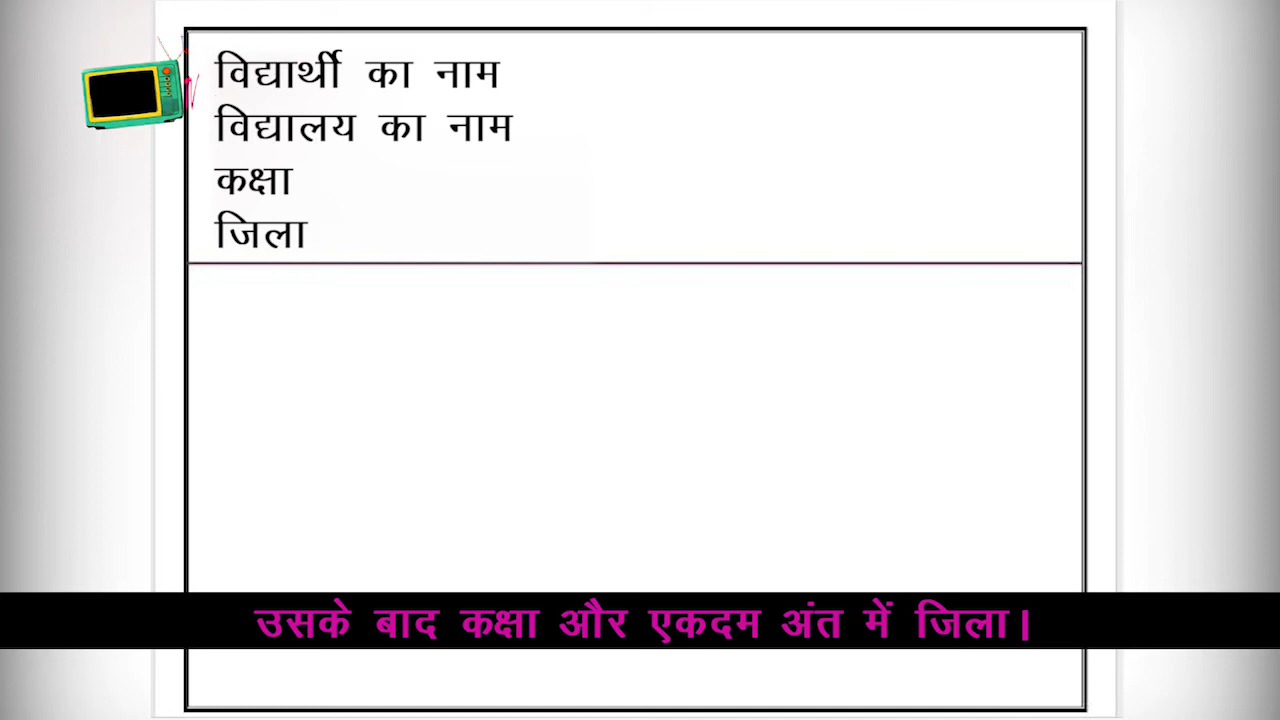 विद्यार्थी का नाम
विद्यालय का नाम
कक्षा
जिला
उसके बाद कक्षा और एकदम अंत में जिला।